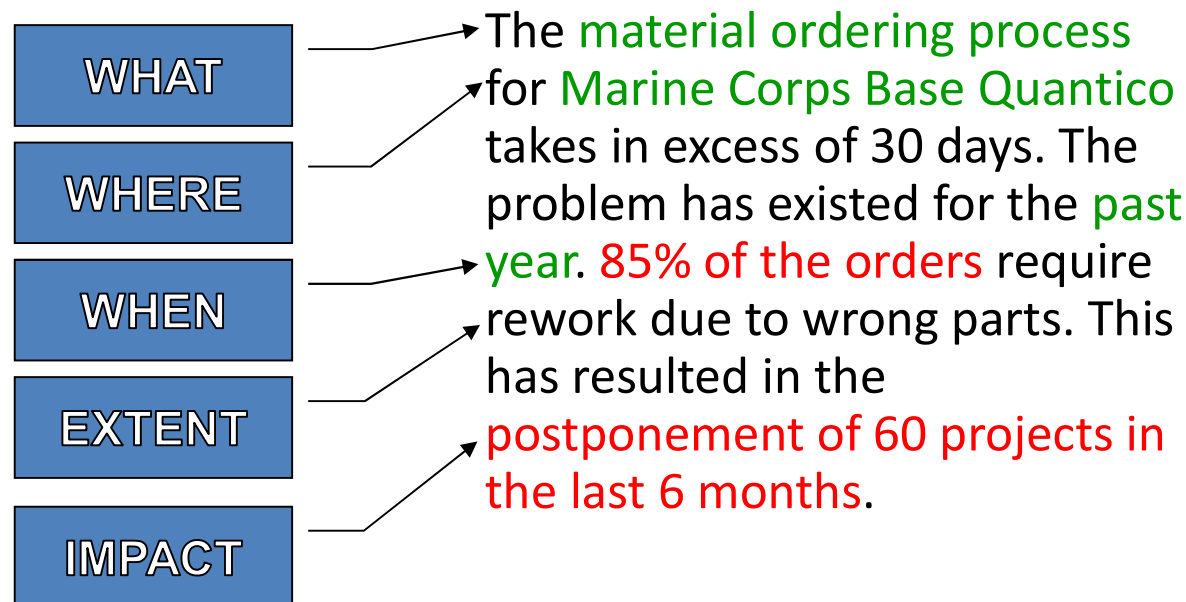 WHAT
WHERE
WHEN
EXTENT
IMPACT
The material ordering process
for Marine Corps Base Quantico
takes in excess of 30 days. The
problem has existed for the past
year. 85% of the orders require
rework due to wrong parts. This
has resulted in the
postponement of 60 projects in
the last 6 months.